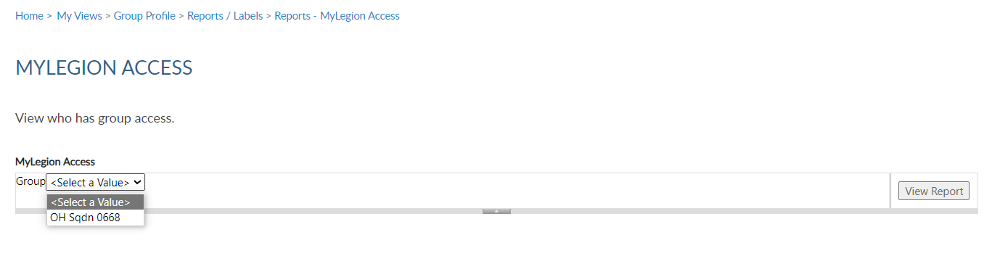 Home > My Views > Group Profile > Reports / Labels > Reports - MyLegion Access
MYLEGION ACCESS
View who has group access.
MyLegion Access
Group <Select a Value>
View Report
<Select a Value>
OH Sqdn 0668